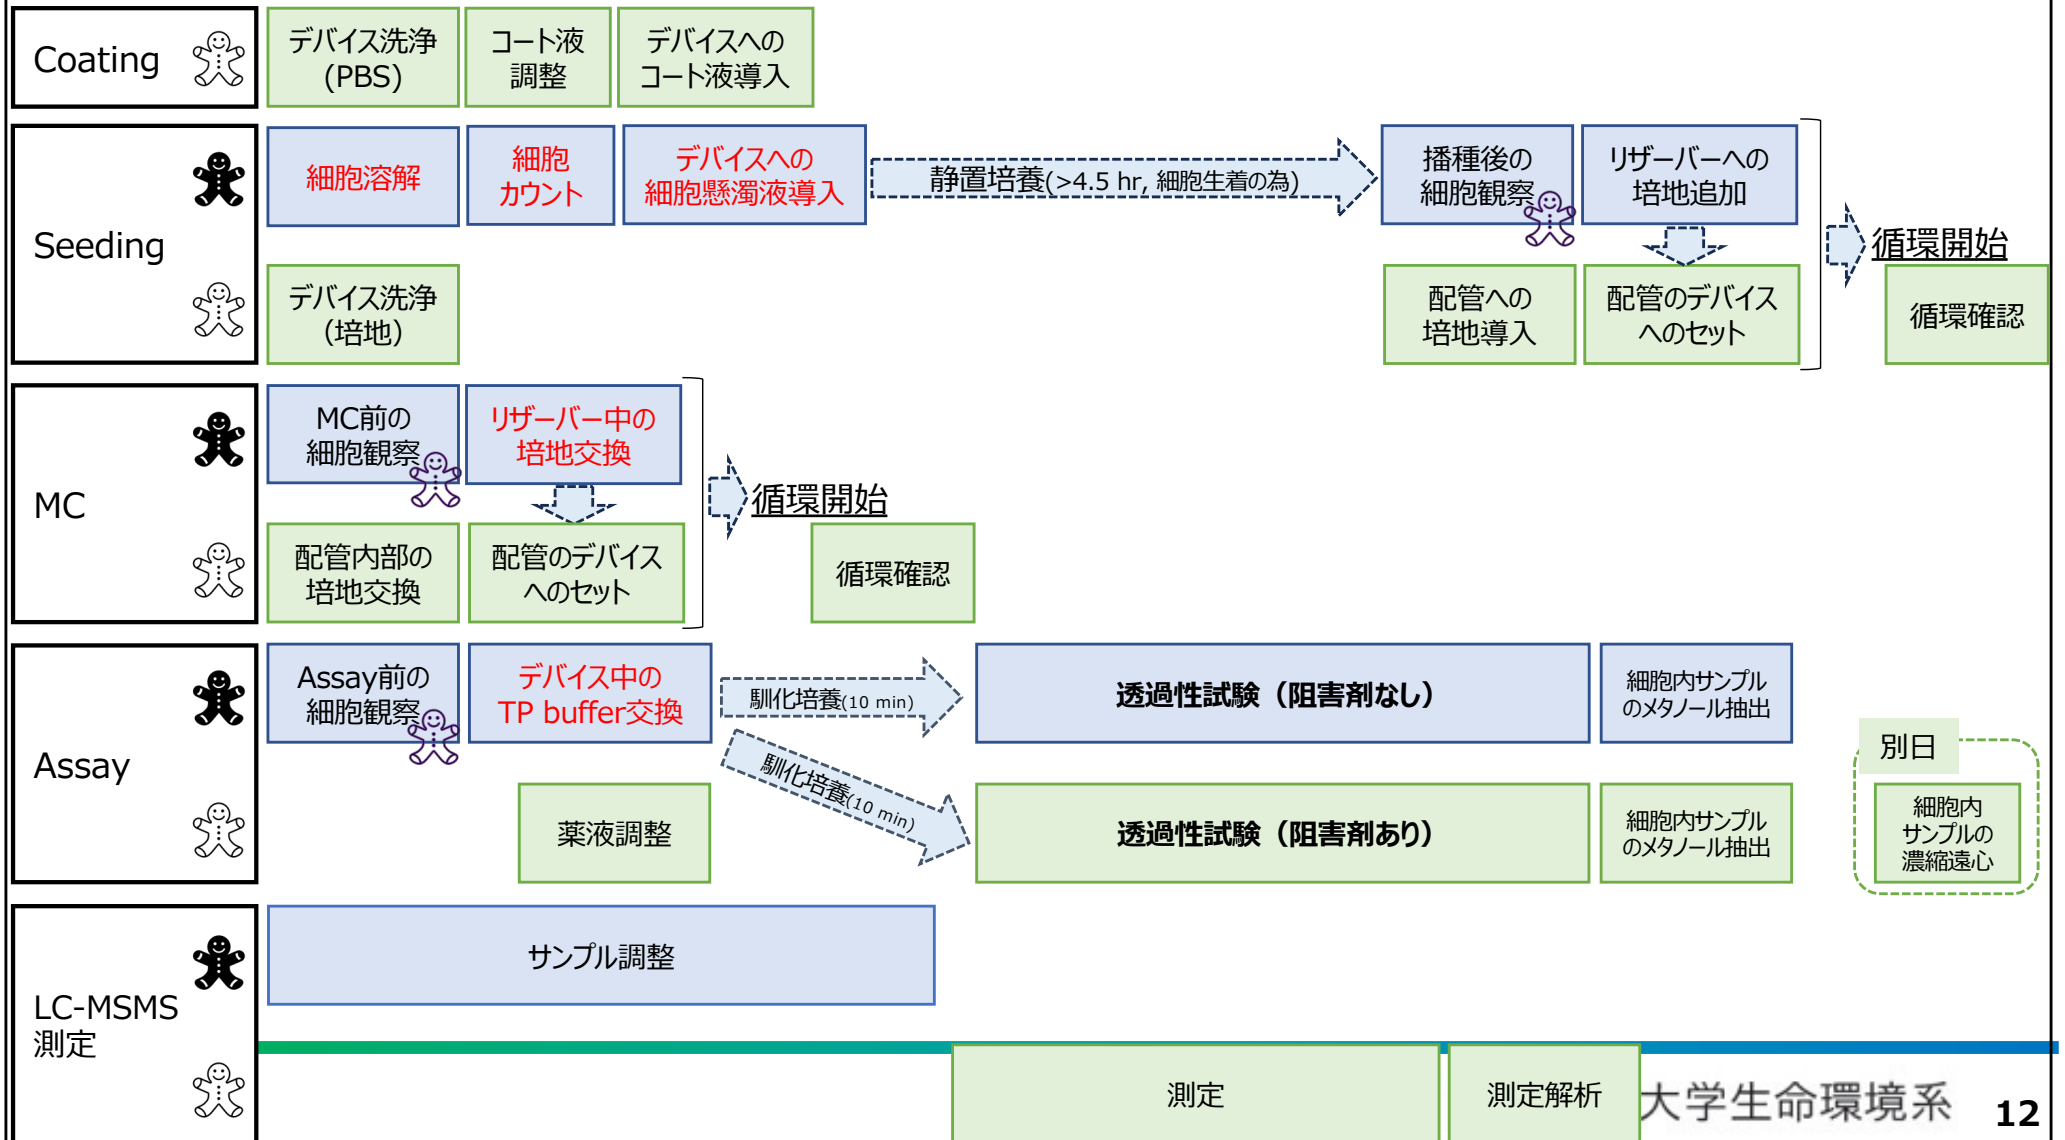 Coating
デバイス洗浄
(PBS)
コート液
調整
デバイスへの
コート液導入
Seeding
細胞溶解
細胞
カウント
デバイスへの
細胞懸濁液導入
静置培養(>4.5 hr, 細胞生着の為)
播種後の
細胞観察
リザーバーへの
培地追加
循環開始
デバイス洗浄
（培地）
配管への
培地導入
配管のデバイス
へのセット
循環確認
MC
MC前の
細胞観察
リザーバー中の
培地交換
循環開始
配管内部の
培地交換
配管のデバイス
へのセット
循環確認
Assay
Assay前の
細胞観察
デバイス中の
TP buffer交換
馴化培養(10 min)
透過性試験（阻害剤なし）
細胞内サンプル
のメタノール抽出
薬液調整
馴化培養(10 min)
透過性試験（阻害剤あり）
細胞内サンプル
のメタノール抽出
別日
細胞内
サンプルの
濃縮遠心
LC-MSMS
測定
サンプル調整
測定
測定解析
大学生命環境系
12